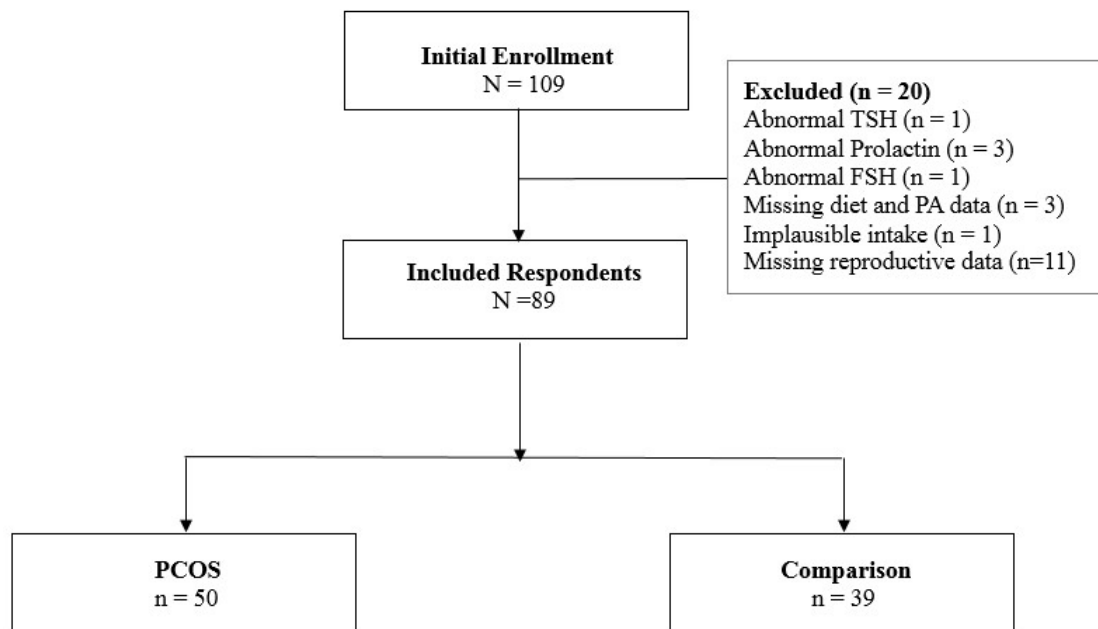 Initial Enrollment
N = 109
Excluded (n = 20)
Abnormal TSH (n = 1)
Abnormal Prolactin (n = 3)
Abnormal FSH (n = 1)
Missing diet and PA data (n = 3)
Implausible intake (n = 1)
Missing reproductive data (n=11)
Included Respondents
N =89
PCOS
n = 50
Comparison
n = 39